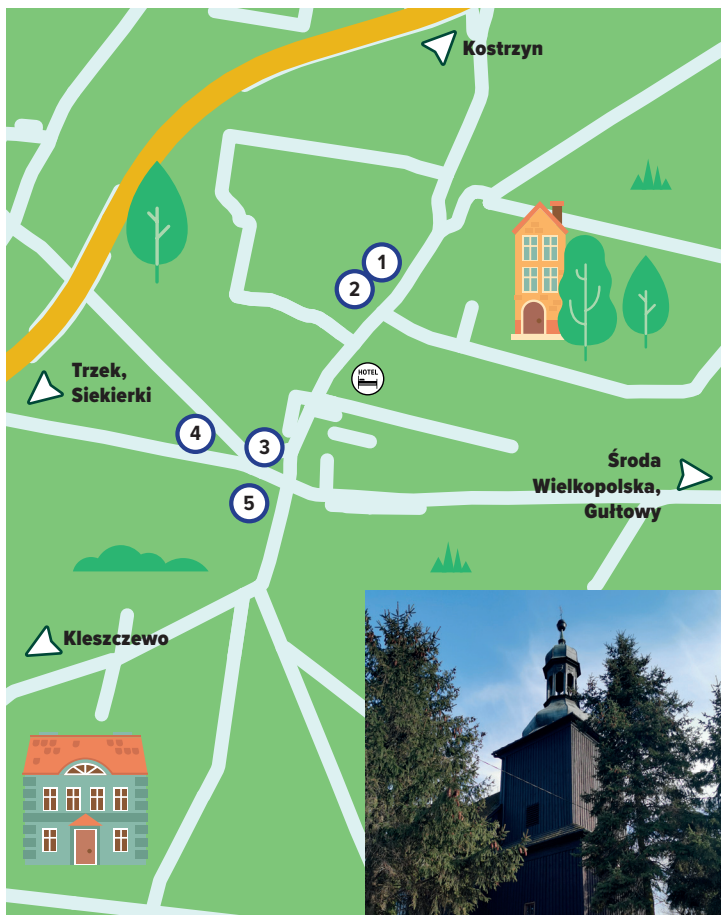 Kostrzyn
1
2
HOTEL
Trzek,
Siekierki
4
3
Środa
Wielkopolska,
Gułtowy
5
Kleszczewo